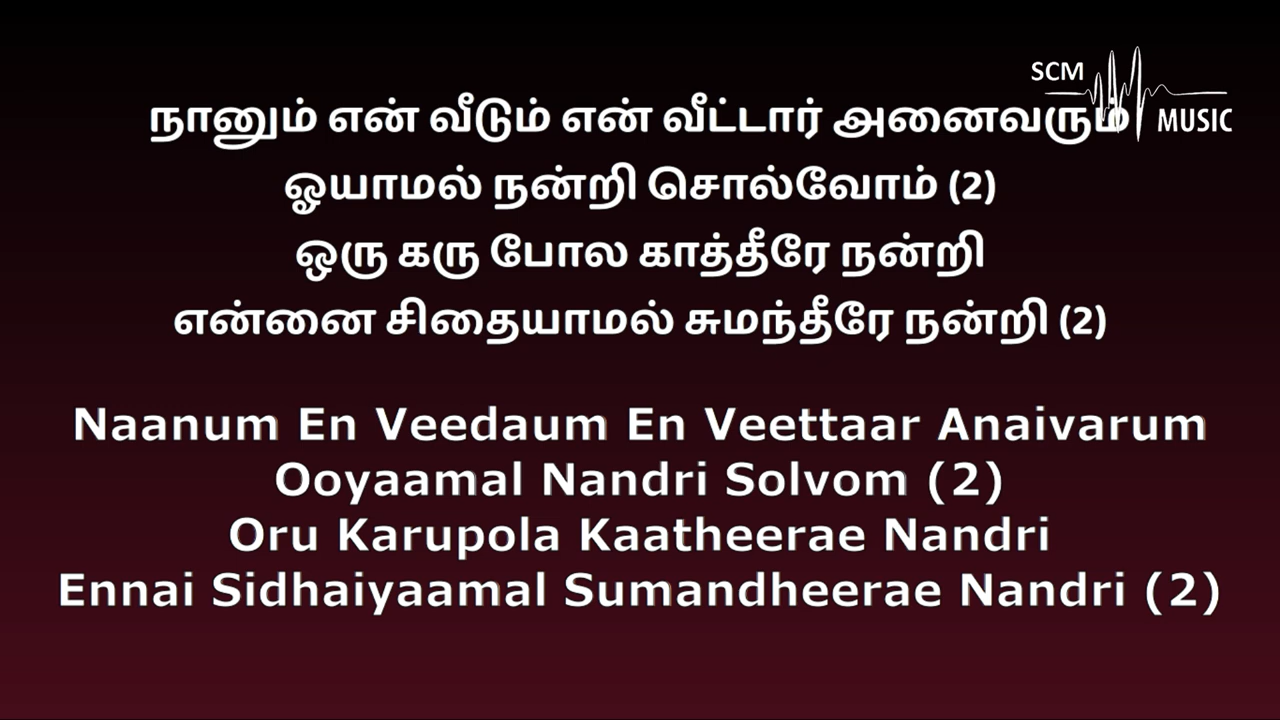 SCM
MUSIC
நானும் என் வீடும் என் வீட்டார் அனைவரும்
ஓயாமல் நன்றி சொல்வோம் (2)
ஒரு கரு போல காத்தீரே நன்றி
என்னை சிதையாமல் சுமந்தீரே நன்றி (2)
Naanum En Veedaum En Veettaar Anaivarum
Ooyaamal Nandri Solvom (2)
Oru Karupola Kaatheerae Nandri
Ennai Sidhaiyaamal Sumandheerae Nandri (2)